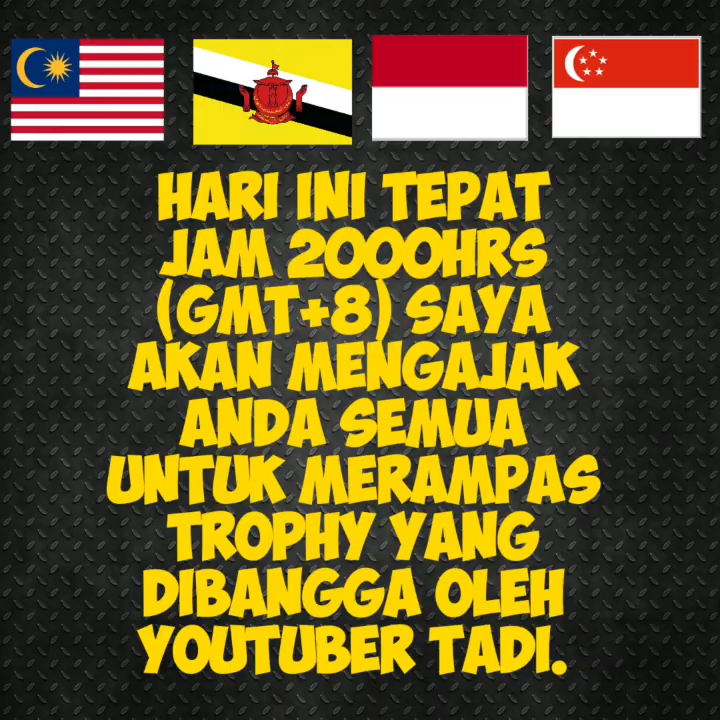 HARI INI TEPAT
JAM 2000HRS
(GMT+8) SAYA
AKAN MENGAJAK
ANDA SEMUA
UNTUK MERAMPAS
TROPHY YANG
DIBANGGA OLEH
YOUTUBER TADI.